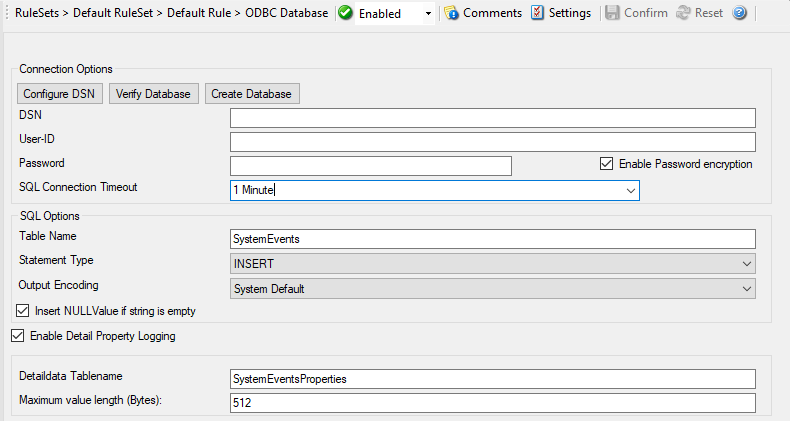 RuleSets > Default RuleSet > Default Rule > ODBC Database Enabled Comments Settings Confirm Reset ?
Connection Options
Configure DSN Verify Database Create Database
DSN
User-ID
Password Enable Password encryption
SQL Connection Timeout 1 Minute
SQL Options
Table Name SystemEvents
Statement Type INSERT
Output Encoding System Default
Insert NULLValue if string is empty
Enable Detail Property Logging
Detaildata Tablename SystemEventsProperties
Maximum value length (Bytes): 512